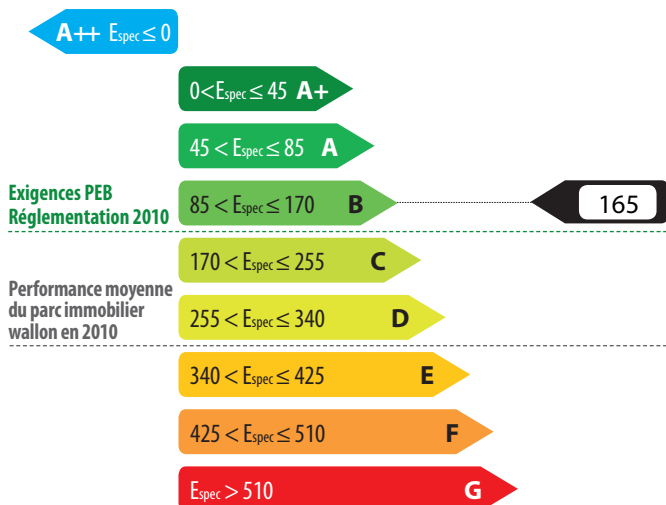 A++ Espec ≤ 0
0<Espec ≤ 45 A+
45 < Espec ≤ 85 A
Exigences PEB
Réglementation 2010
85 < Espec ≤ 170 B
165
170 < Espec ≤ 255 C
Performance moyenne
du parc immobilier
wallon en 2010
255 < Espec ≤ 340 D
340 < Espec ≤ 425 E
425 < Espec ≤ 510 F
Espec > 510 G